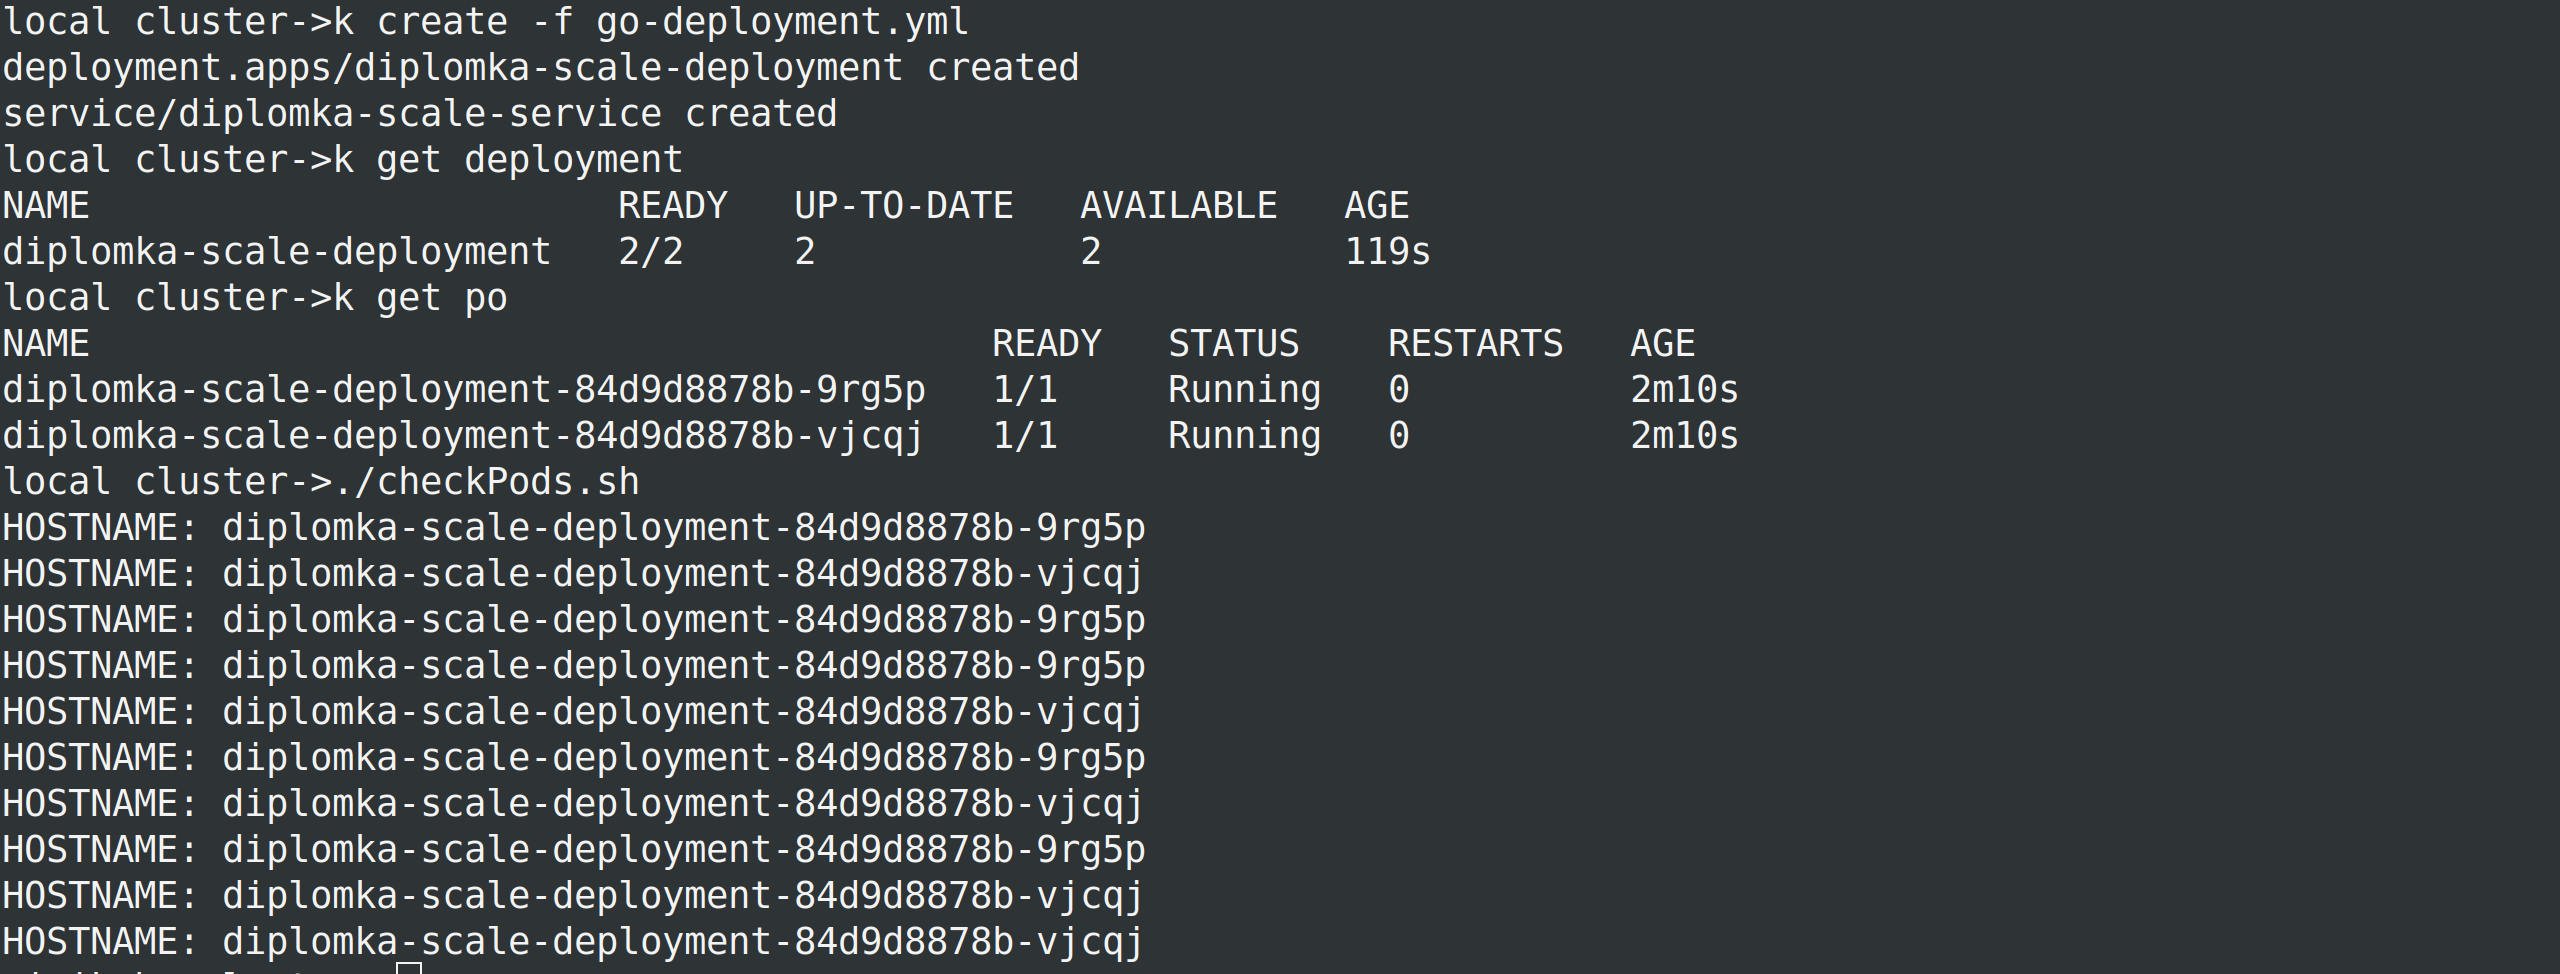 local cluster->k create -f go-deployment.yml
deployment.apps/diplomka-scale-deployment created
service/diplomka-scale-service created
local cluster->k get deployment
NAME                        READY   UP-TO-DATE   AVAILABLE   AGE
diplomka-scale-deployment   2/2     2            2           119s
local cluster->k get po
NAME                                         READY   STATUS    RESTARTS   AGE
diplomka-scale-deployment-84d9d8878b-9rg5p   1/1     Running   0          2m10s
diplomka-scale-deployment-84d9d8878b-vjcqj   1/1     Running   0          2m10s
local cluster->./checkPods.sh
HOSTNAME: diplomka-scale-deployment-84d9d8878b-9rg5p
HOSTNAME: diplomka-scale-deployment-84d9d8878b-vjcqj
HOSTNAME: diplomka-scale-deployment-84d9d8878b-9rg5p
HOSTNAME: diplomka-scale-deployment-84d9d8878b-9rg5p
HOSTNAME: diplomka-scale-deployment-84d9d8878b-vjcqj
HOSTNAME: diplomka-scale-deployment-84d9d8878b-9rg5p
HOSTNAME: diplomka-scale-deployment-84d9d8878b-vjcqj
HOSTNAME: diplomka-scale-deployment-84d9d8878b-9rg5p
HOSTNAME: diplomka-scale-deployment-84d9d8878b-vjcqj
HOSTNAME: diplomka-scale-deployment-84d9d8878b-vjcqj